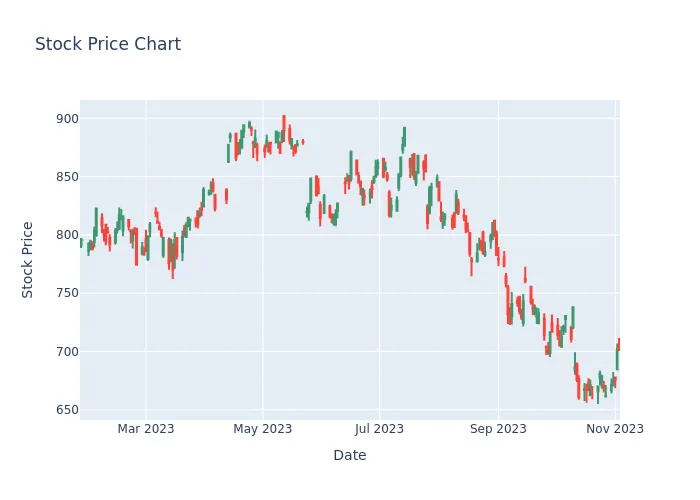 Stock Price Chart
Stock Price
900
850
800
750
700
650
Mar 2023
May 2023
Jul 2023
Sep 2023
Nov 2023
Date